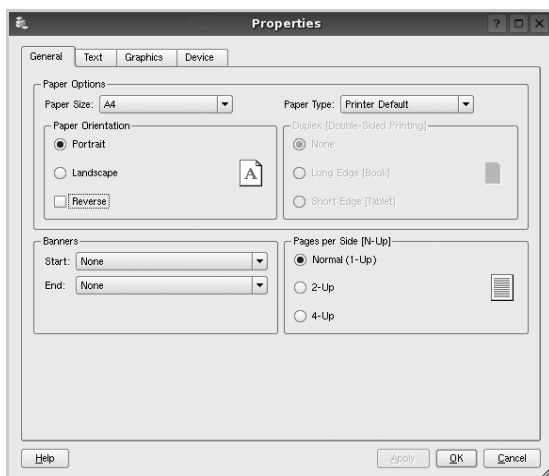 Properties
General Text Graphics Device
Paper Options
Paper Size: A4 Paper Type: Printer Default
Paper Orientation
Portrait
Landscape
Reverse
A
Duplex [Double-Sided Printing]
None
Long Edge [Book]
Short Edge [Tablet]
Banners
Start: None
End: None
Pages per Side [N-Up]
Normal (1-Up)
2-Up
4-Up
Help Apply OK Cancel